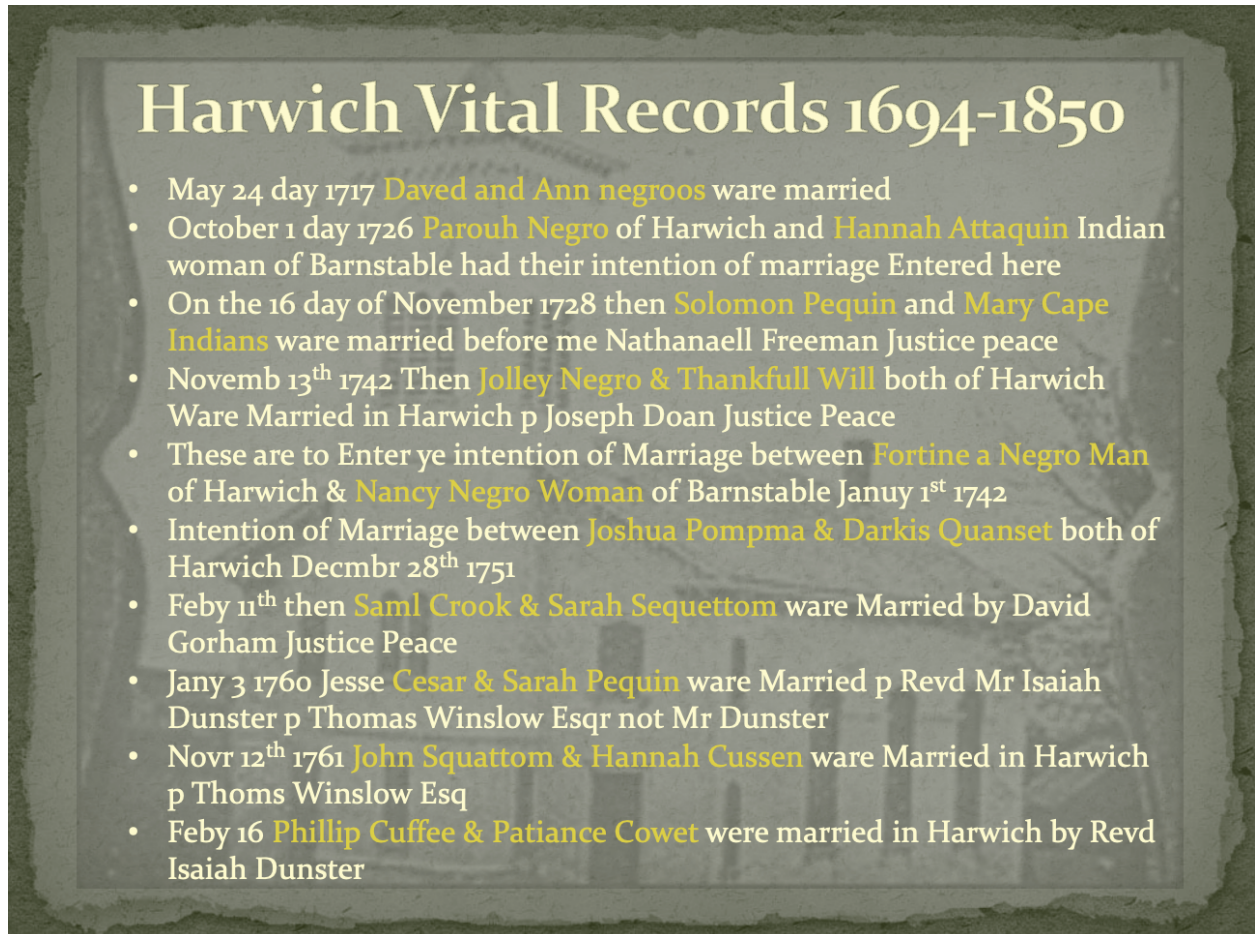 Harwich Vital Records 1694-1850
• May 24 day 1717 Daved and Ann negroos ware married
• October 1 day 1726 Parouh Negro of Harwich and Hannah Attaquin Indian
woman of Barnstable had their intention of marriage Entered here
• On the 16 day of November 1728 then Solomon Pequin and Mary Cape
Indians ware married before me Nathanaell Freeman Justice peace
• Novemb 13th 1742 Then Jolley Negro & Thankfull Will both of Harwich
Ware Married in Harwich p Joseph Doan Justice Peace
• These are to Enter ye intention of Marriage between Fortine a Negro Man
of Harwich & Nancy Negro Woman of Barnstable Januy 1st 1742
• Intention of Marriage between Joshua Pompma & Darkis Quanset both of
Harwich Decmbr 28th 1751
• Feby 11th then Saml Crook & Sarah Sequettom ware Married by David
Gorham Justice Peace
• Jany 3 1760 Jesse Cesar & Sarah Pequin ware Married p Revd Mr Isaiah
Dunster p Thomas Winslow Esqr not Mr Dunster
• Novr 12th 1761 John Squattom & Hannah Cussen ware Married in Harwich
p Thoms Winslow Esq
• Feby 16 Phillip Cuffee & Patiance Cowet were married in Harwich by Revd
Isaiah Dunster